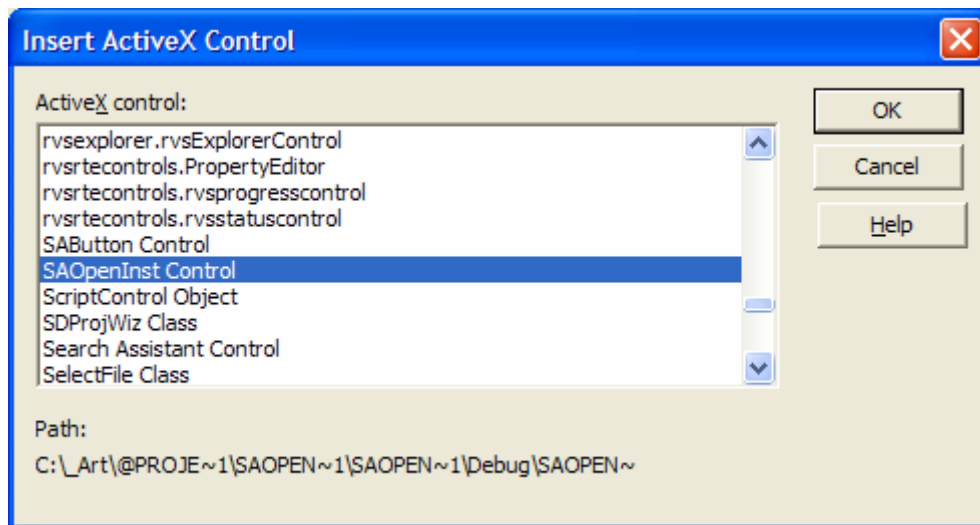 Insert ActiveX Control
ActiveX control:
rvsexplorer.rvsExplorerControl
rvsrtecontrols.PropertyEditor
rvsrtecontrols.rvsprogresscontrol
rvsrtecontrols.rvsstatuscontrol
SAButton Control
SAOpenInst Control
ScriptControl Object
SDProjWiz Class
Search Assistant Control
SelectFile Class
OK
Cancel
Help
Path:
C:\_Art\@PROJE~1\SAOPEN~1\SAOPEN~1\Debug\SAOPEN~